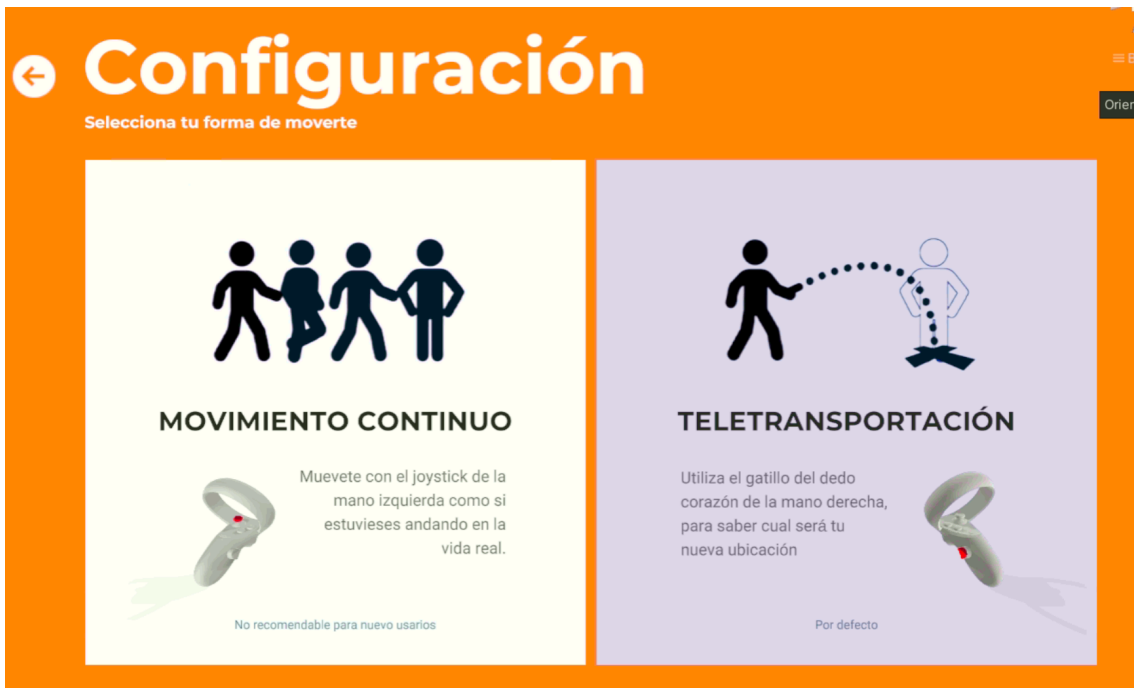 Configuración
Selecciona tu forma de moverte
MOVIMIENTO CONTINUO
Muevete con el joystick de la
mano izquierda como si
estuvieses andando en la
vida real.
No recomendable para nuevo usarios
TELETRANSPORTACIÓN
Utiliza el gatillo del dedo
corazón de la mano derecha,
para saber cual será tu
nueva ubicación
Por defecto